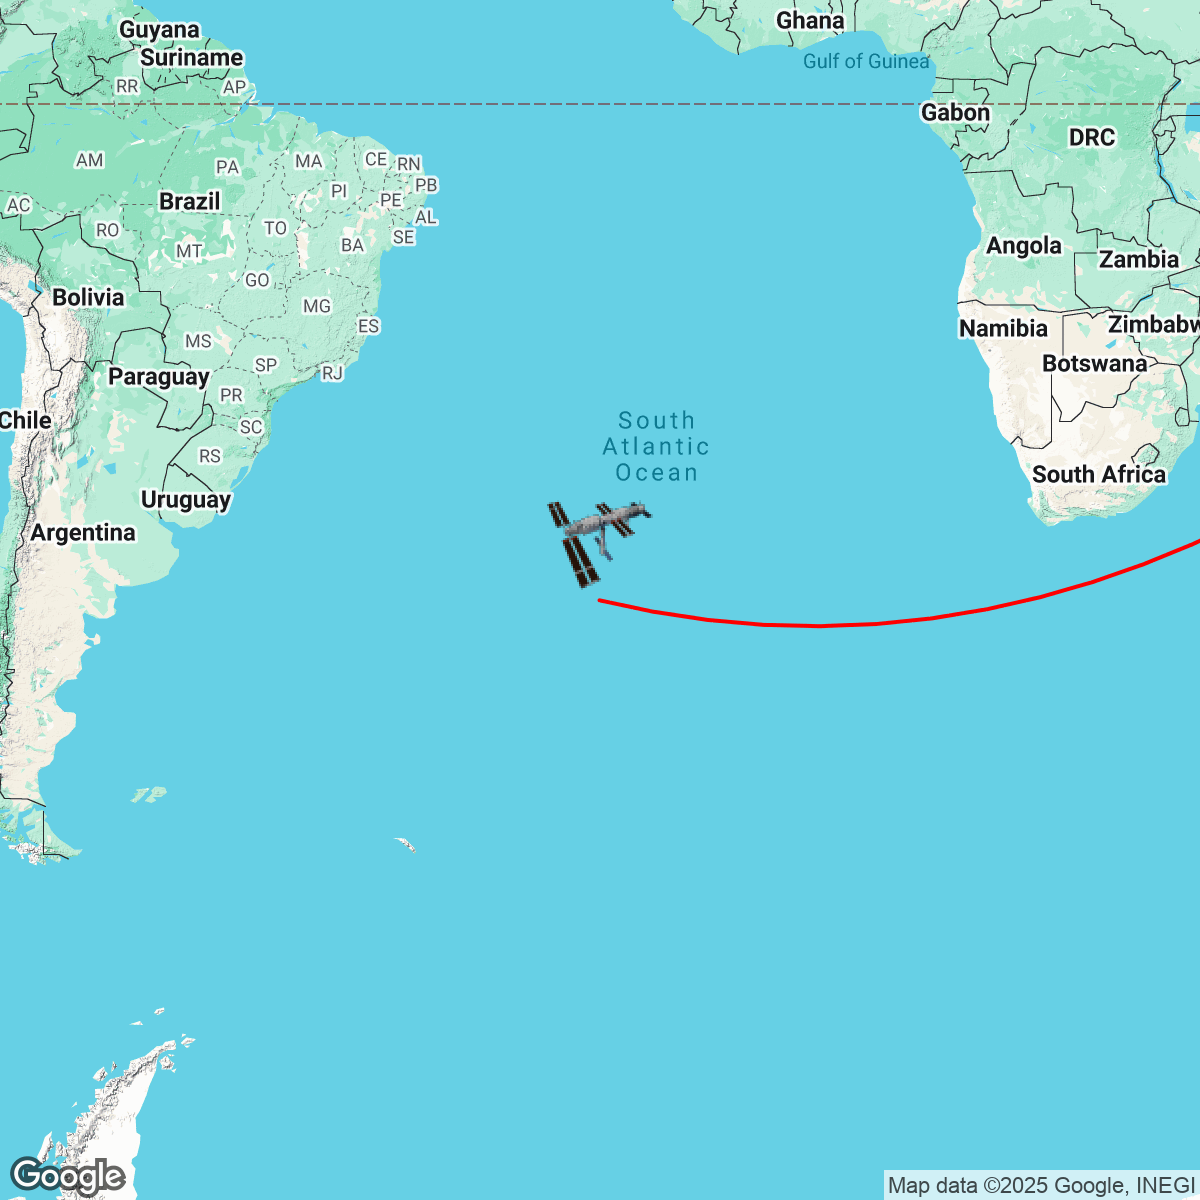 Guyana
Ghana
Suriname
Gulf of Guinea
RR
AP
Gabon
DRC
AM
PA
MA
CE
RN
PI
PB
Brazil
PE
AC
AL
RO
TO
SE
MT
BA
Angola
Zambia
GO
Bolivia
MG
ES
Namibia
Zimbabw
MS
SP
Botswana
Paraguay
RJ
PR
Chile
SC
South
Atlantic
Ocean
RS
South Africa
Uruguay
Argentina
Google
Map data ©2025 Google, INEGI